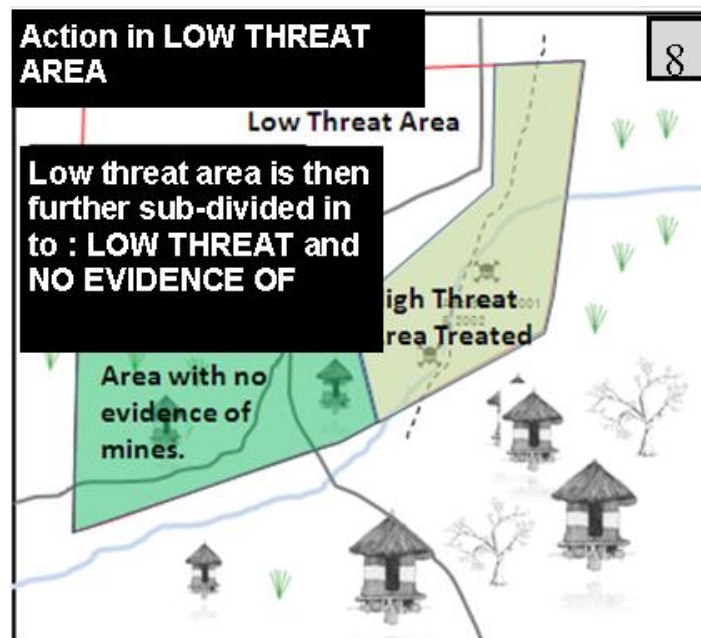 Action in LOW THREAT
AREA
8
Low Threat Area
Low threat area is then
further sub-divided in
to : LOW THREAT and
NO EVIDENCE OF
igh Threat
rea Treated
Area with no
evidence of
mines.